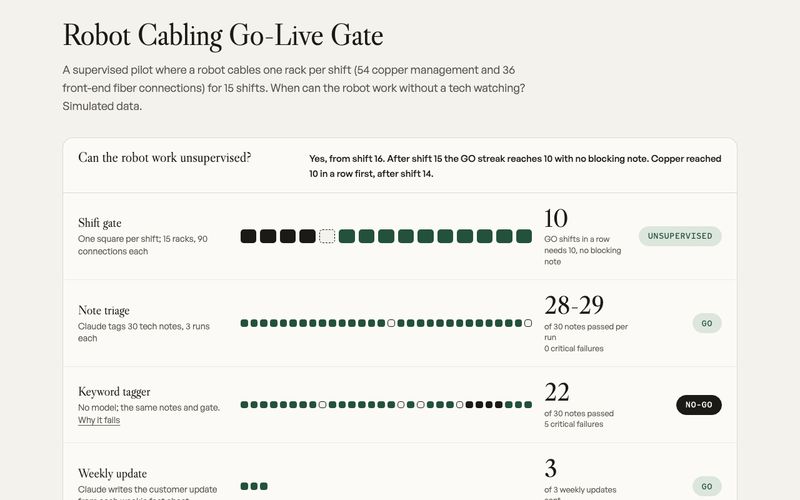 Robot Cabling Go-Live Gate
A supervised pilot where a robot cables one rack per shift (54 copper management and 36
front-end fiber connections) for 15 shifts. When can the robot work without a tech watching?
Simulated data.
Can the robot work unsupervised?
Yes, from shift 16. After shift 15 the GO streak reaches 10 with no blocking note. Copper reached
10 in a row first, after shift 14.
Shift gate
One square per shift; 15 racks, 90
connections each
10
GO shifts in a row
needs 10, no blocking
note
UNSUPERVISED
Note triage
Claude tags 30 tech notes, 3 runs
each
28-29
of 30 notes passed per
run
0 critical failures
GO
Keyword tagger
No model; the same notes and gate.
Why it fails
22
of 30 notes passed
5 critical failures
NO-GO
Weekly update
Claude writes the customer update
3
of 3 weekly updates
GO